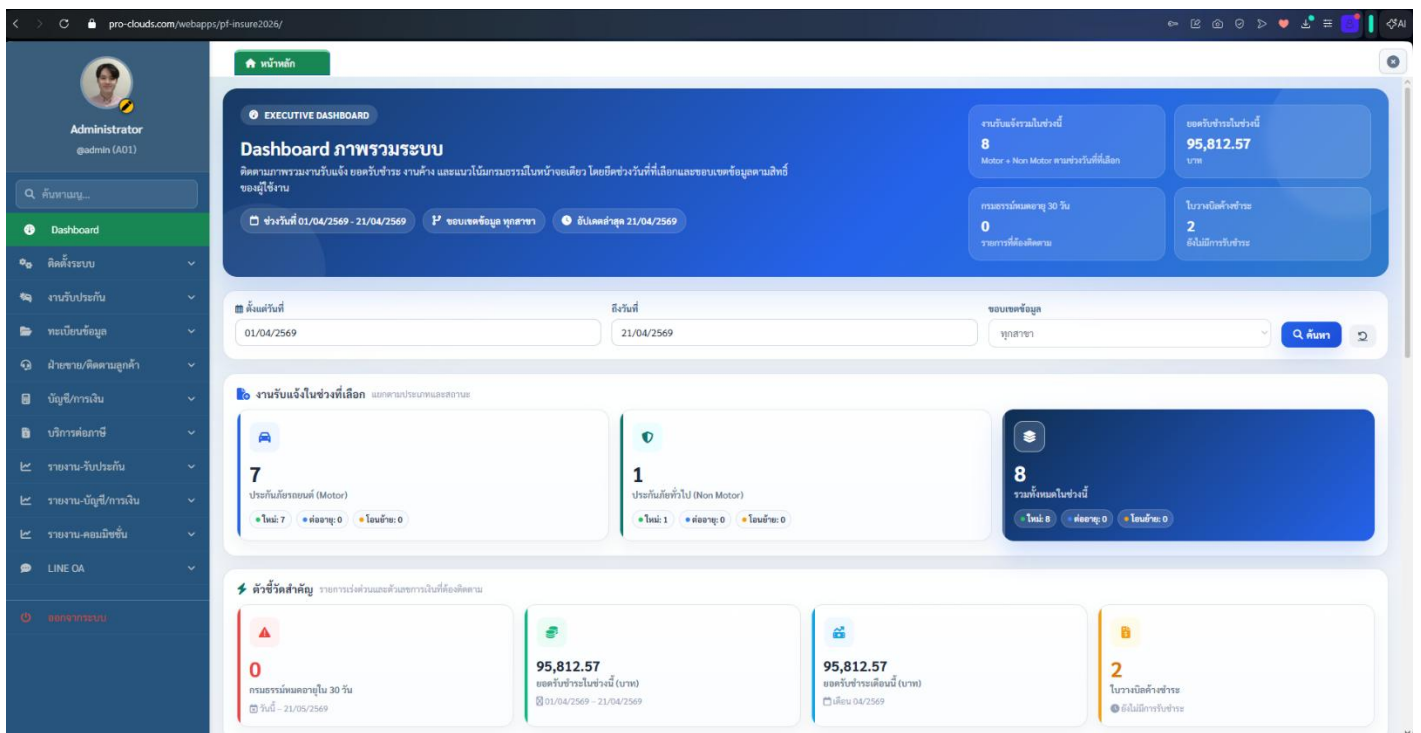 pro-clouds.com/webapps/pf-insure2026/
AI
Administrator
@admin (A01)
ค้นหาเมนู...
Dashboard
ติดตั้งระบบ
งานรับประกัน
ทะเบียนข้อมูล
ฝ่ายขาย/ติดตามลูกค้า
บัญชี/การเงิน
บริการต่อภาษี
รายงาน-รับประกัน
รายงาน-บัญชี/การเงิน
รายงาน-คอมมิชชั่น
LINE OA
ออกจากระบบ
หน้าหลัก
EXECUTIVE DASHBOARD
Dashboard ภาพรวมระบบ
ติดตามภาพรวมงานรับแจ้ง ยอดรับชำระ งานค้าง และแนวโน้มกรมธรรม์ในหน้าจอเดียว โดยยึดช่วงวันที่ที่เลือกและขอบเขตข้อมูลตามสิทธิ์
ของผู้ใช้งาน
ช่วงวันที่ 01/04/2569 - 21/04/2569 ขอบเขตข้อมูล ทุกสาขา อัปเดตล่าสุด 21/04/2569
งานรับแจ้งรวมในช่วงนี้
8
Motor + Non Motor ตามช่วงวันที่ที่เลือก
ยอดรับชำระในช่วงนี้
95,812.57
บาท
กรมธรรม์หมดอายุ 30 วัน
0
รายการที่ต้องติดตาม
ใบวางบิลค้างชำระ
2
ยังไม่มีการรับชำระ
ตั้งแต่วันที่
01/04/2569
ถึงวันที่
21/04/2569
ขอบเขตข้อมูล
ทุกสาขา
ค้นหา
งานรับแจ้งในช่วงที่เลือก แยกตามประเภทและสถานะ
7
ประกันภัยรถยนต์ (Motor)
ใหม่: 7 ต่ออายุ: 0 โอนย้าย: 0
1
ประกันภัยทั่วไป (Non Motor)
ใหม่: 1 ต่ออายุ: 0 โอนย้าย: 0
8
รวมทั้งหมดในช่วงนี้
ใหม่: 8 ต่ออายุ: 0 โอนย้าย: 0
ตัวชี้วัดสำคัญ รายการเร่งด่วนและตัวเลขการเงินที่ต้องติดตาม
0
กรมธรรม์หมดอายุใน 30 วัน
วันนี้ – 21/05/2569
95,812.57
ยอดรับชำระในช่วงนี้ (บาท)
01/04/2569 – 21/04/2569
95,812.57
ยอดรับชำระเดือนนี้ (บาท)
เดือน 04/2569
2
ใบวางบิลค้างชำระ
ยังไม่มีการรับชำระ